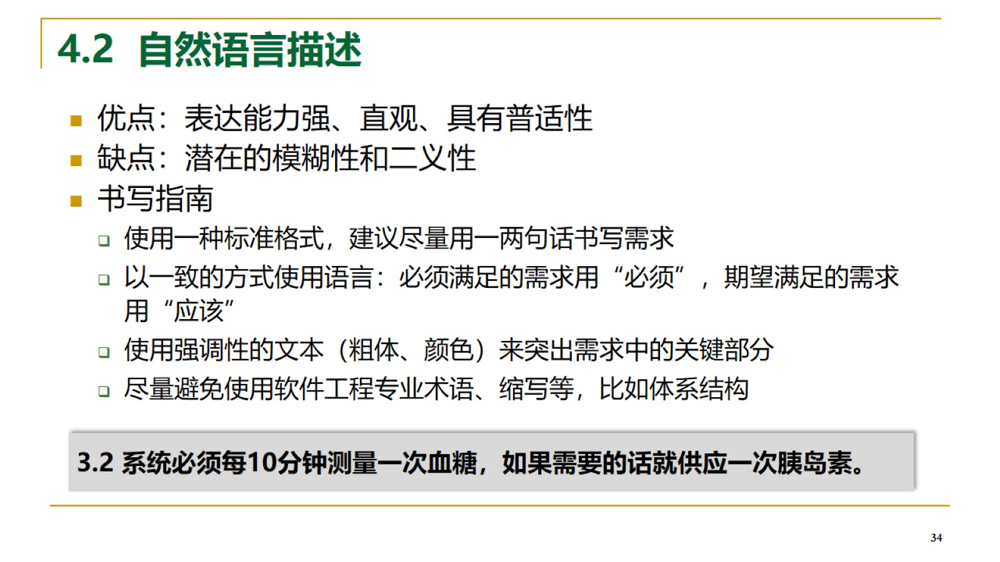 4.2 自然语言描述
优点：表达能力强、直观、具有普适性
缺点：潜在的模糊性和二义性
书写指南
使用一种标准格式，建议尽量用一两句话书写需求
以一致的方式使用语言：必须满足的需求用“必须”，期望满足的需求
用“应该”
使用强调性的文本（粗体、颜色）来突出需求中的关键部分
尽量避免使用软件工程专业术语、缩写等，比如体系结构
3.2 系统必须每10分钟测量一次血糖，如果需要的话就供应一次胰岛素。
34